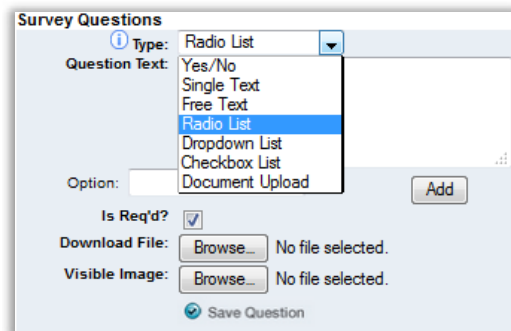 Survey Questions
Type: Radio List
Question Text:
Yes/No
Single Text
Free Text
Radio List
Dropdown List
Checkbox List
Document Upload
Option: Add
Is Req'd?
Download File: Browse... No file selected.
Visible Image: Browse... No file selected.
Save Question